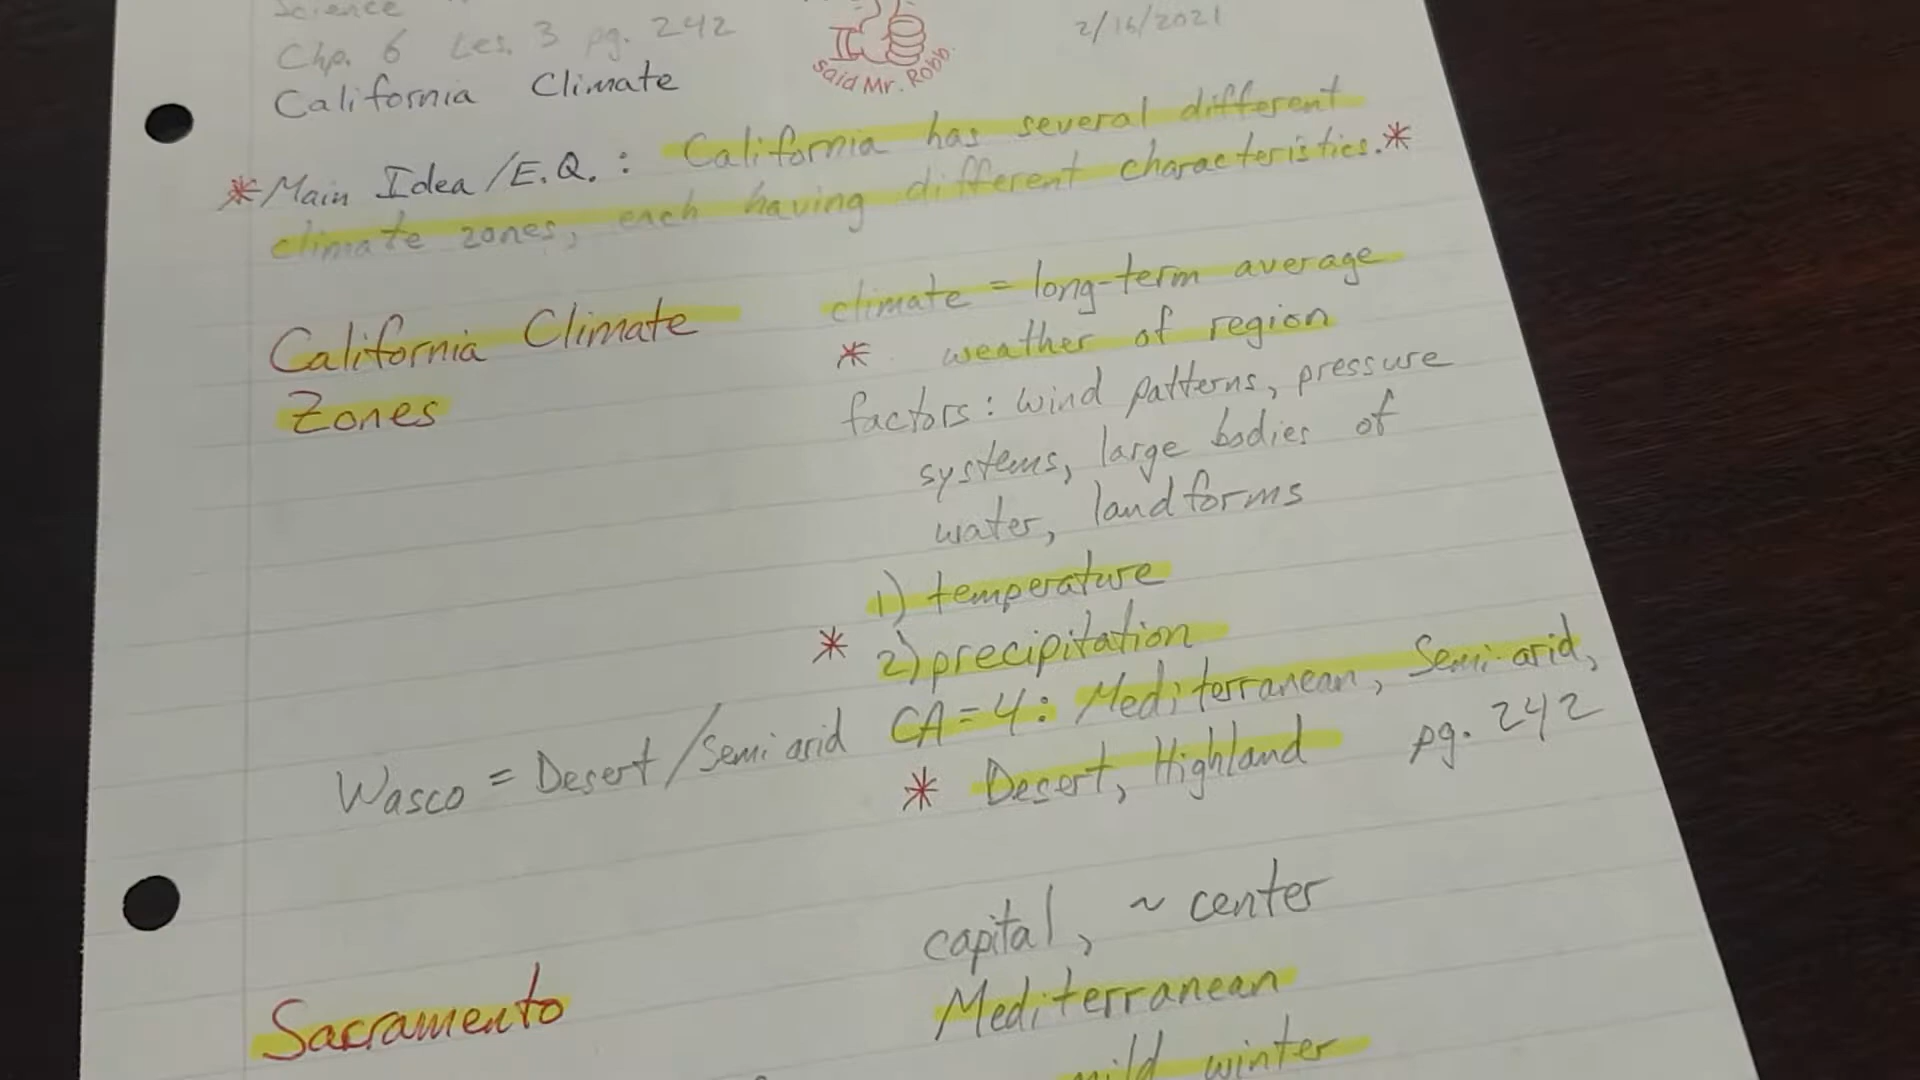 Science
Chp. 6 Les. 3 pg. 242
2/16/2021
said Mr. Robb.
California Climate
*Main Idea/E.Q.: California has several different
climate zones, each having different characteristics.*
California Climate
Zones
climate = long-term average
* weather of region
factors: wind patterns, pressure
systems, large bodies of
water, landforms
1) temperature
* 2) precipitation
Wasco = Desert/Semi arid
CA=4: Mediterranean, Semi-arid,
* Desert, Highland pg. 242
Sacramento
capital, ~ center
Mediterranean
mild winter